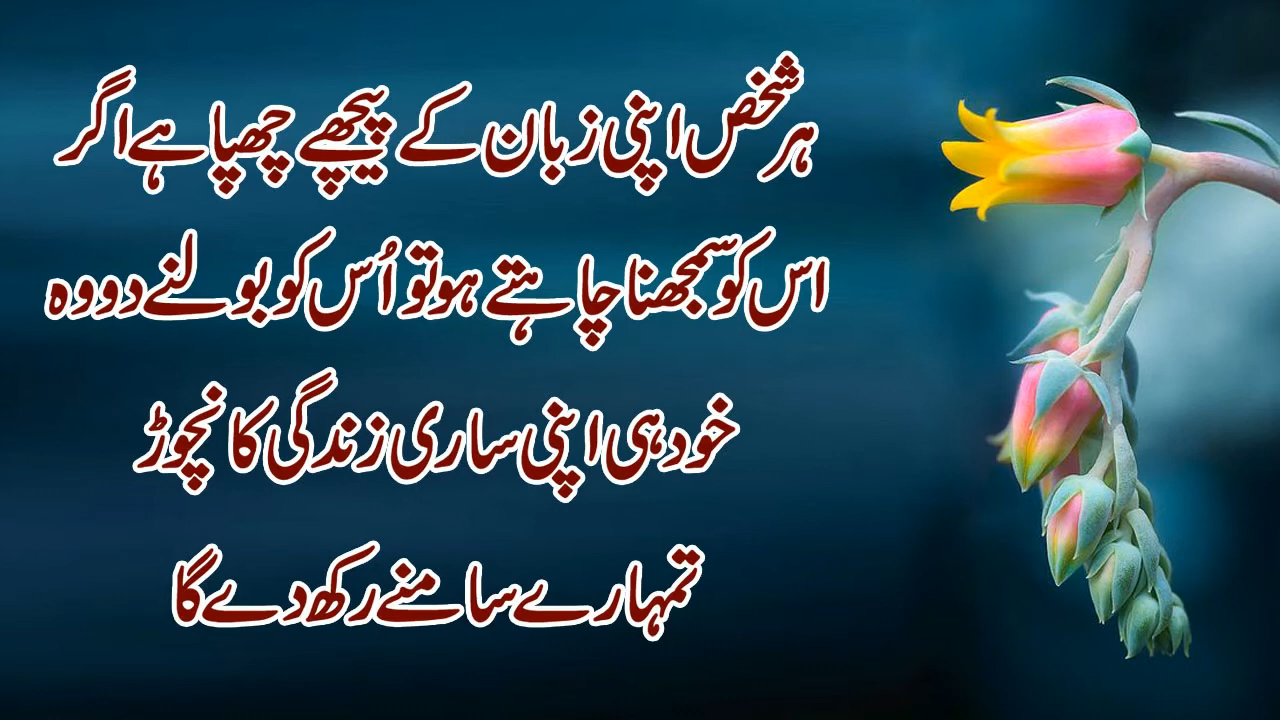 ہر شخص اپنی زبان کے پیچھے چھپا ہے اگر
اس کو سمجھنا چاہتے ہو تو اُس کو بولنے دو وہ
خود ہی اپنی ساری زندگی کا نچوڑ
تمہارے سامنے رکھ دے گا